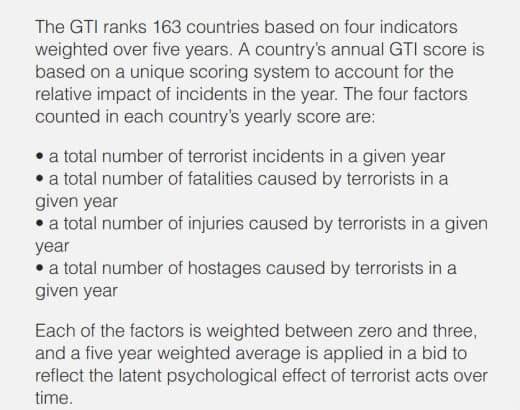 The GTI ranks 163 countries based on four indicators
weighted over five years. A country's annual GTI score is
based on a unique scoring system to account for the
relative impact of incidents in the year. The four factors
counted in each country's yearly score are:
• a total number of terrorist incidents in a given year
• a total number of fatalities caused by terrorists in a
given year
• a total number of injuries caused by terrorists in a given
year
• a total number of hostages caused by terrorists in a
given year
Each of the factors is weighted between zero and three,
and a five year weighted average is applied in a bid to
reflect the latent psychological effect of terrorist acts over
time.